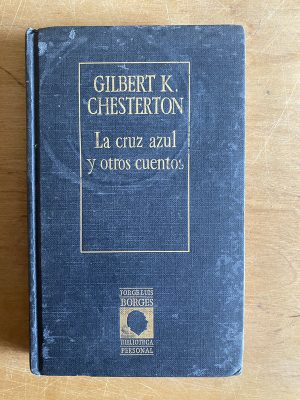 GILBERT K.
CHESTERTON
La cruz azul
y otros cuentos
JORGE LUIS
BORGES
BIBLIOTECA
PERSONAL